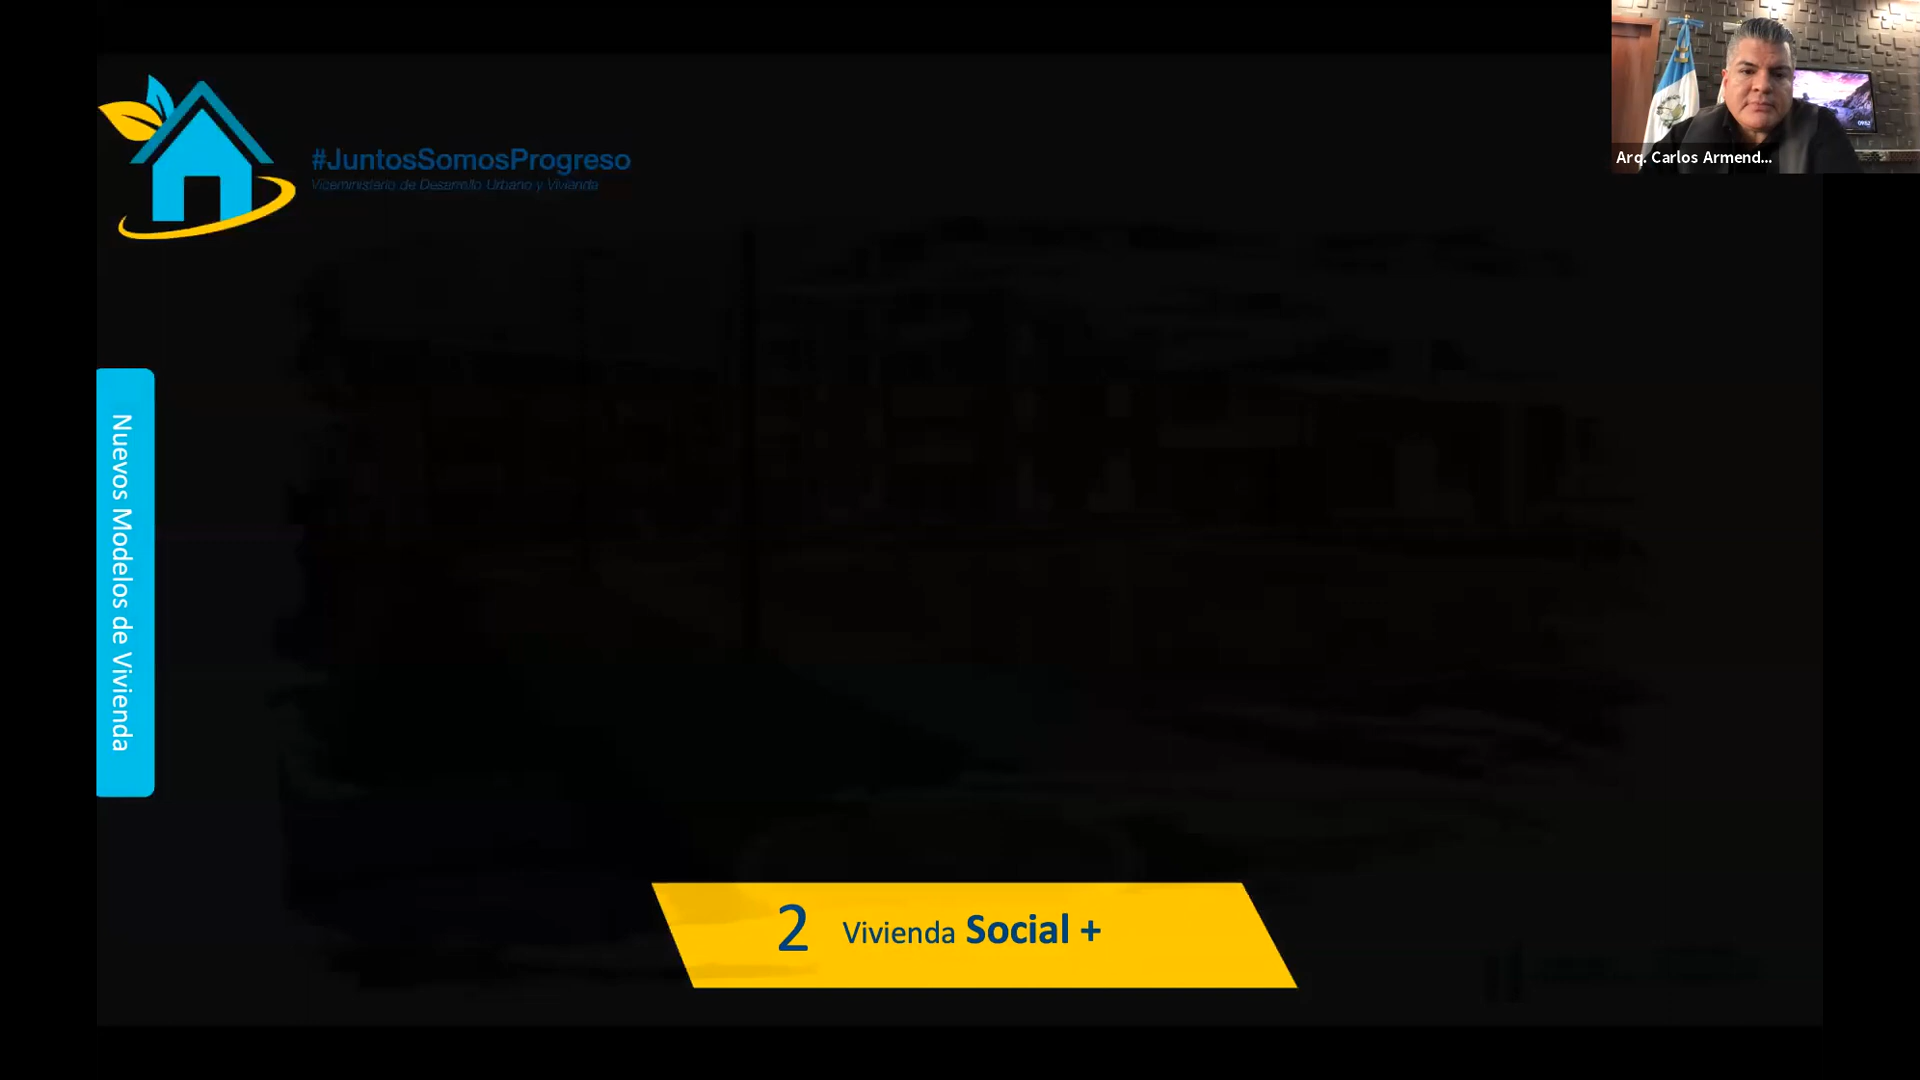 #JuntosSomosProgreso
Viceministerio de Desarrollo Urbano y Vivienda
Arq. Carlos Armend...
Nuevos Modelos de Vivienda
2 Vivienda Social +